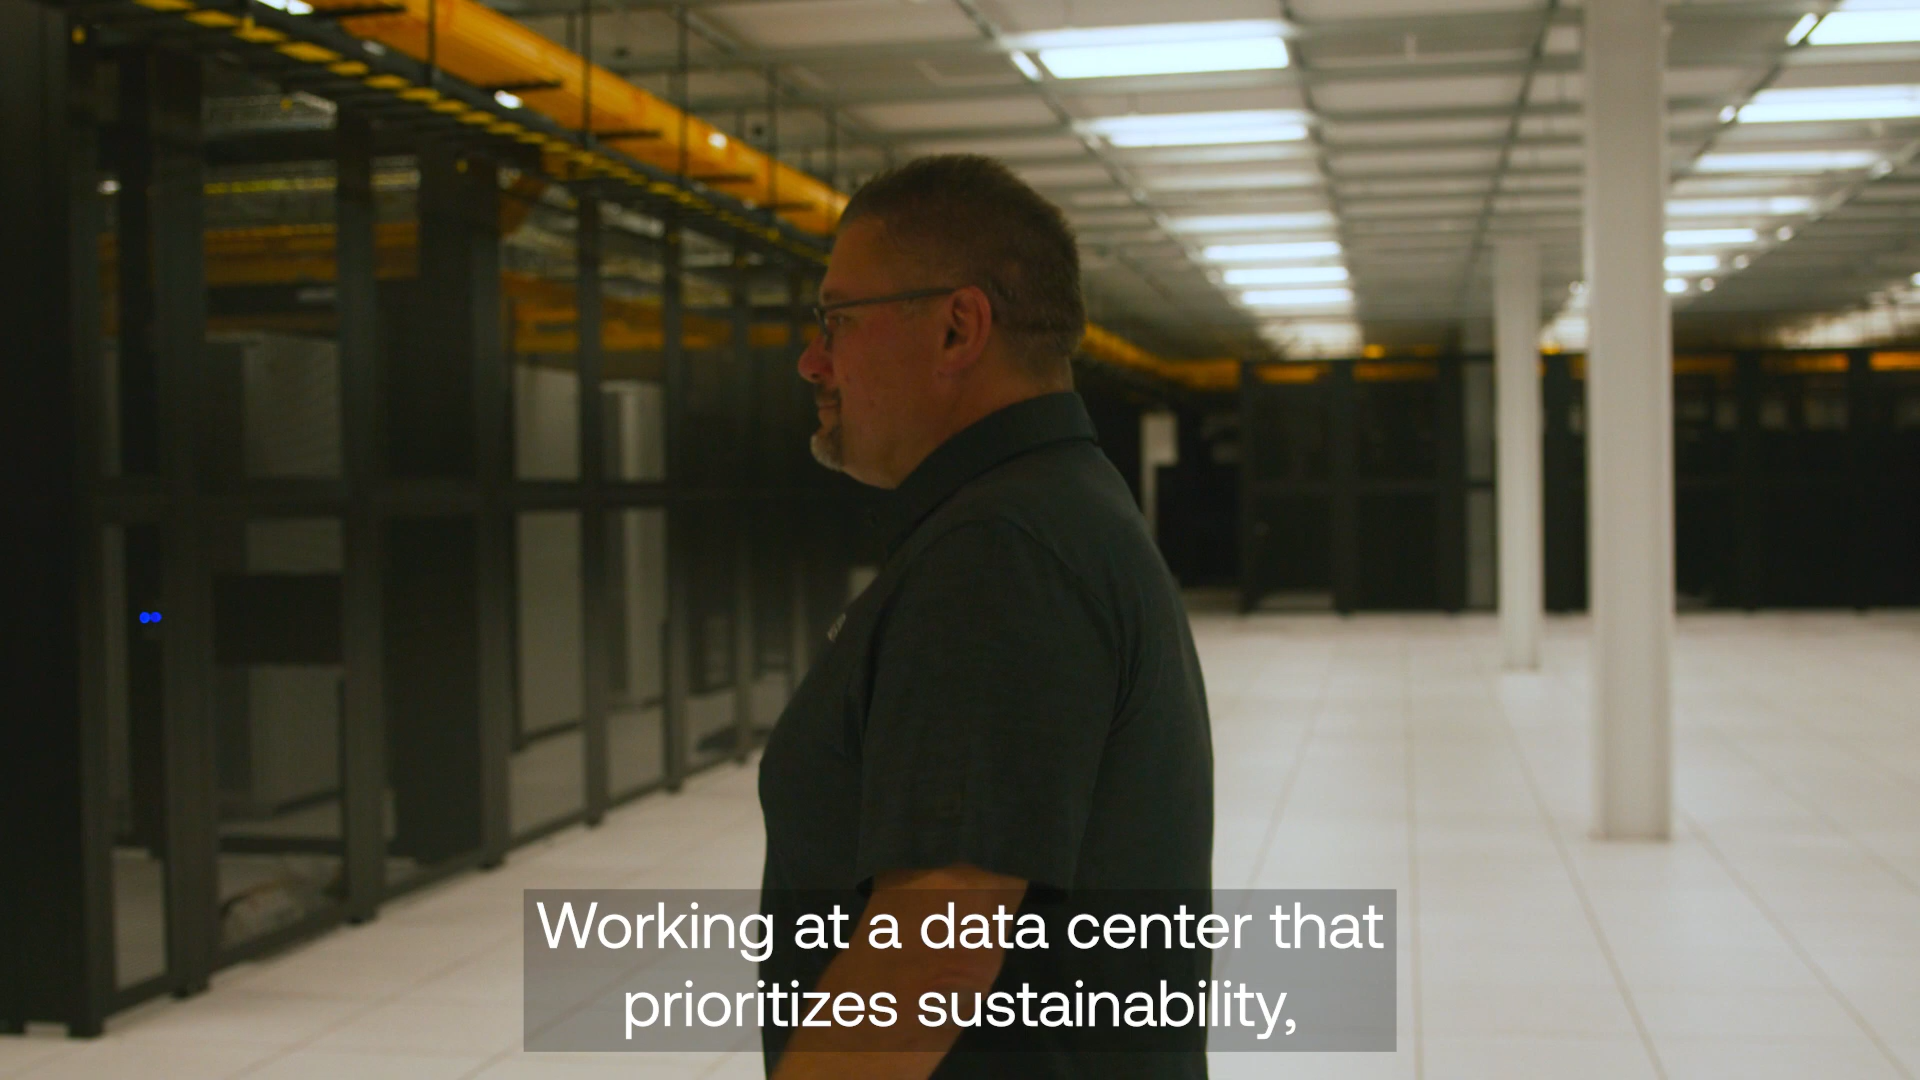 Working at a data center that
prioritizes sustainability,